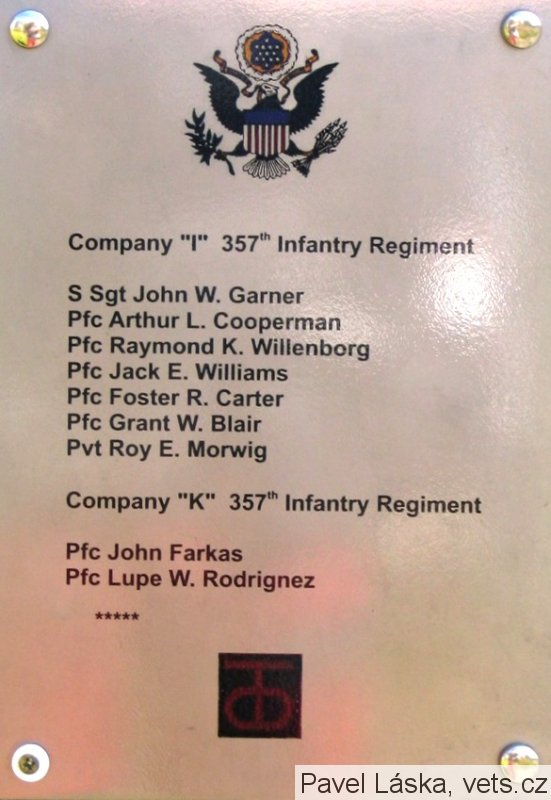 Company "I" 357th Infantry Regiment
S Sgt John W. Garner
Pfc Arthur L. Cooperman
Pfc Raymond K. Willenborg
Pfc Jack E. Williams
Pfc Foster R. Carter
Pfc Grant W. Blair
Pvt Roy E. Morwig
Company "K" 357th Infantry Regiment
Pfc John Farkas
Pfc Lupe W. Rodrignez
*****
Pavel Láska, vets.cz